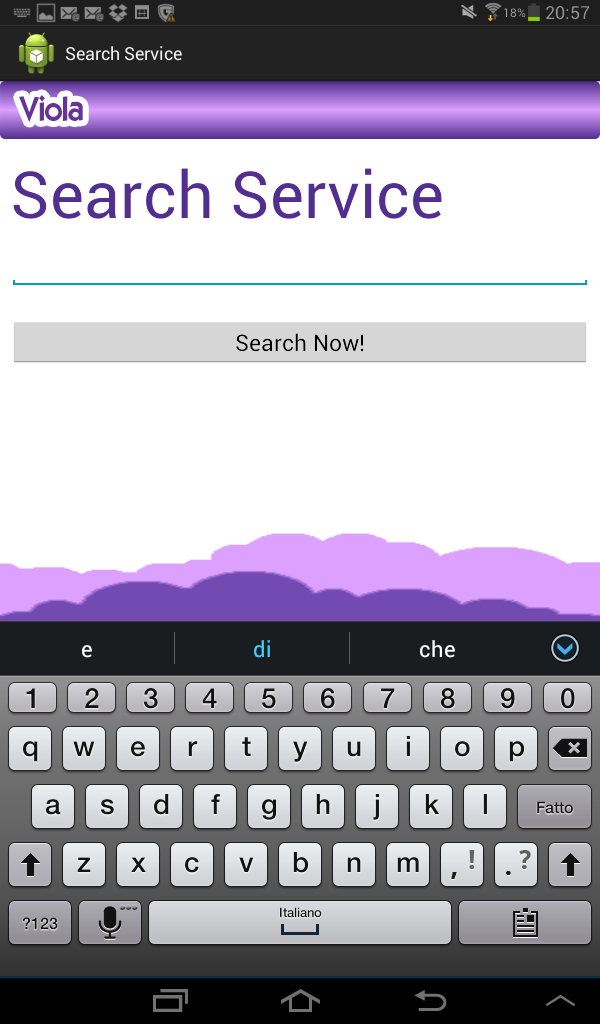 18% 20:57
Search Service
Viola
Search Service
Search Now!
e di che
1 2 3 4 5 6 7 8 9 0
q w e r t y u i o p
a s d f g h j k l Fatto
z x c v b n m , ! . ?
?123 Italiano